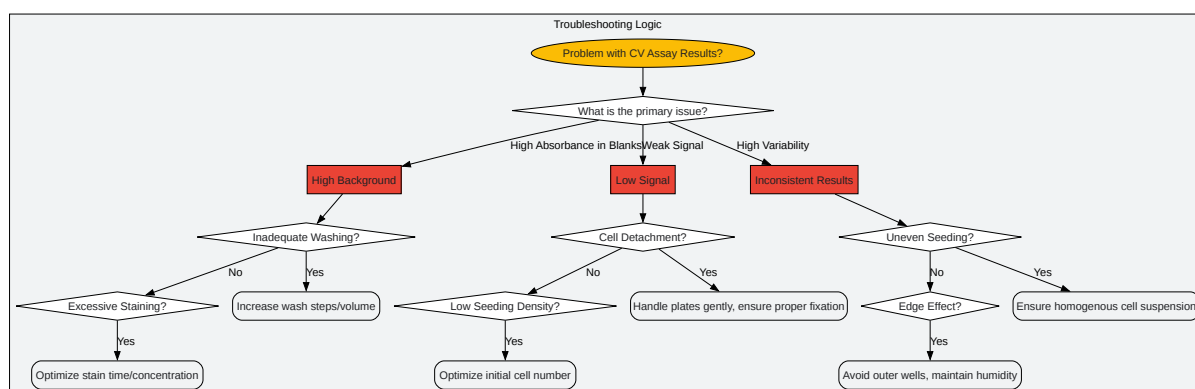 Troubleshooting Logic
Problem with CV Assay Results?
What is the primary issue?
High Absorbance in Blanks
Weak Signal
High Variability
High Background
Low Signal
Inconsistent Results
Inadequate Washing?
Cell Detachment?
Uneven Seeding?
No
Yes
No
Yes
No
Yes
Excessive Staining?
Increase wash steps/volume
Low Seeding Density?
Handle plates gently, ensure proper fixation
Edge Effect?
Ensure homogenous cell suspension
Yes
Yes
Yes
Optimize stain time/concentration
Optimize initial cell number
Avoid outer wells, maintain humidity